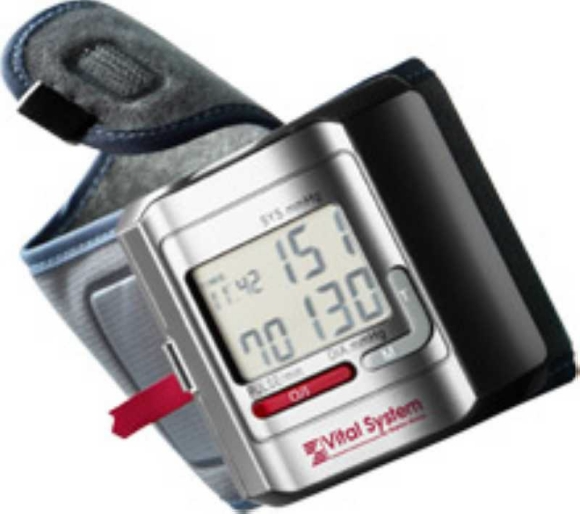 SYS mmHg
151
11:42
130
70
DIA mmHg
PULSE/min
O/I
M
Vital System